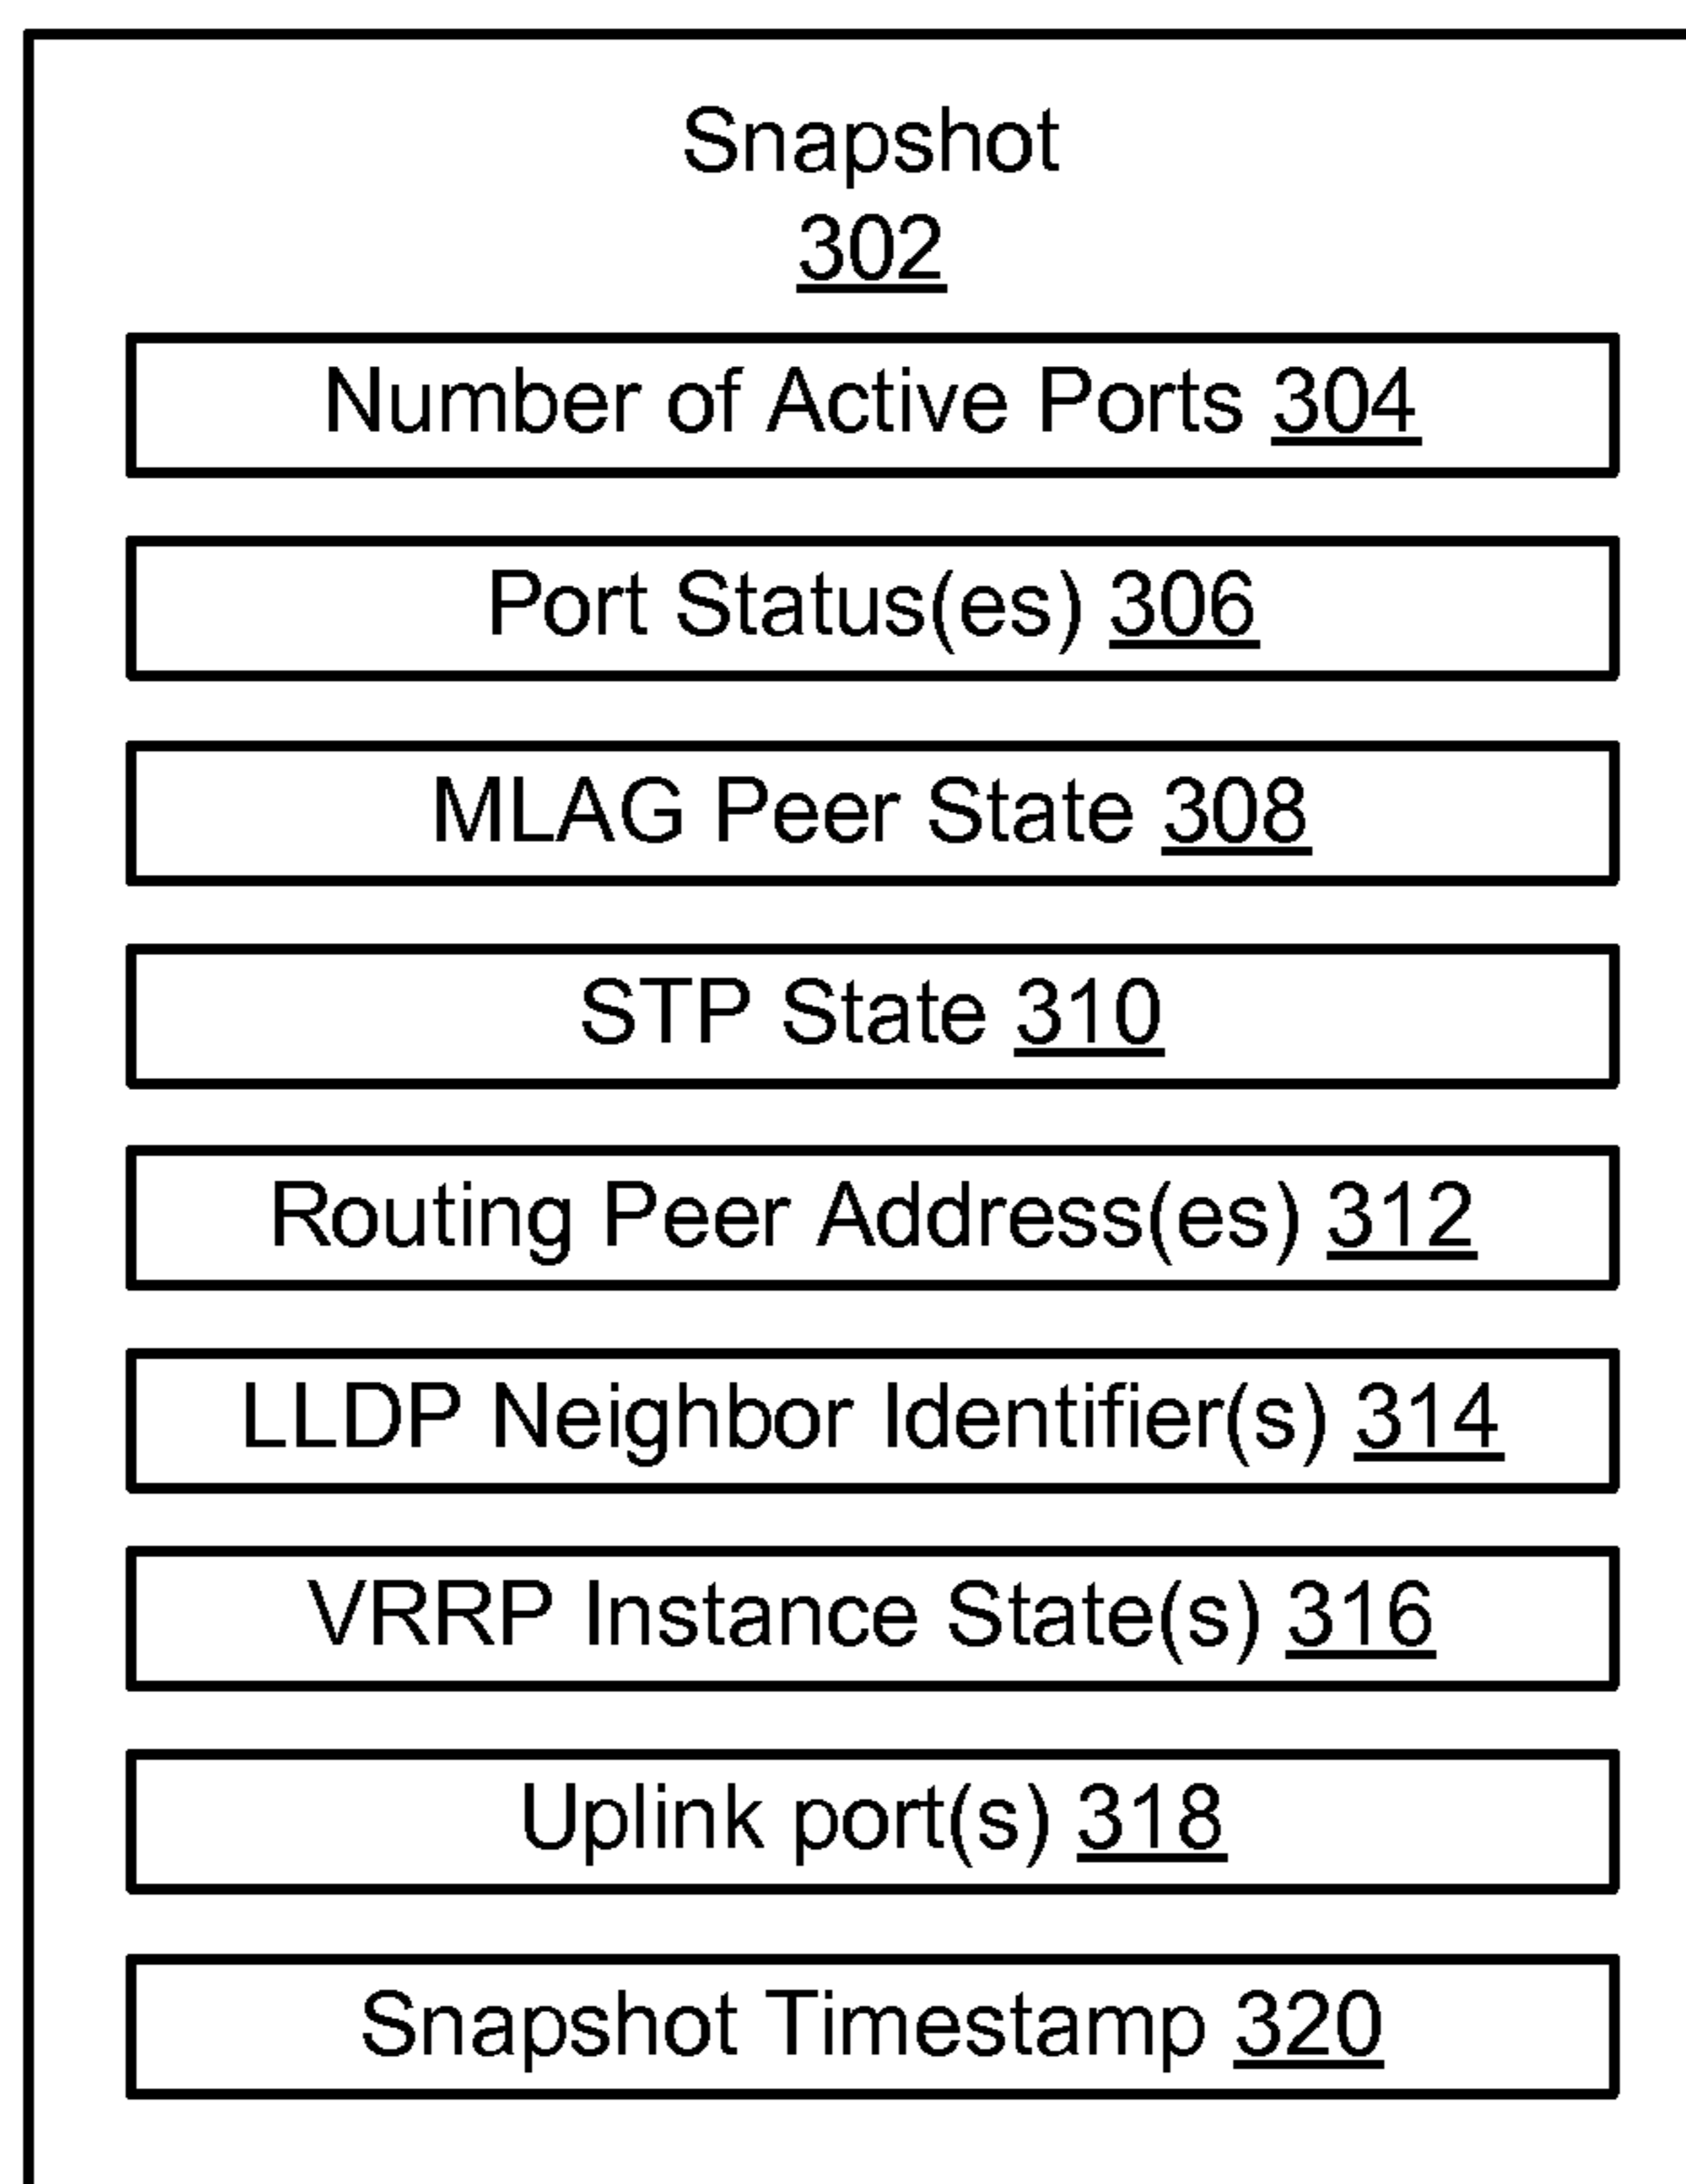 Snapshot
302
Number of Active Ports 304
Port Status(es) 306
MLAG Peer State 308
STP State 310
Routing Peer Address(es) 312
LLDP Neighbor Identifier(s) 314
VRRP Instance State(s) 316
Uplink port(s) 318
Snapshot Timestamp 320